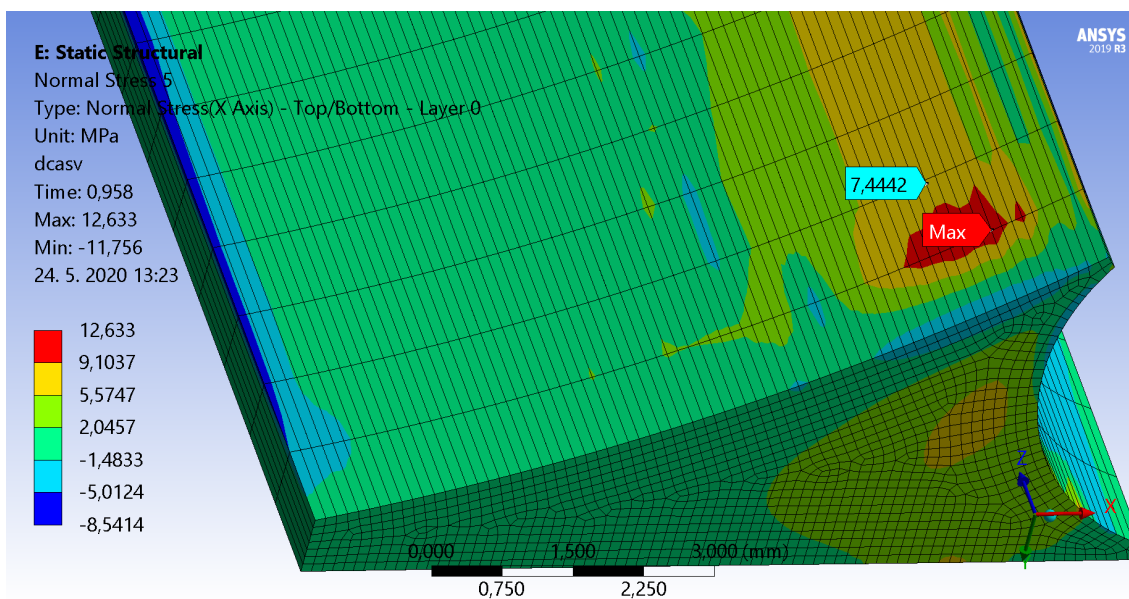 E: Static Structural
Normal Stress 5
Type: Normal Stress(X Axis) - Top/Bottom - Layer 0
Unit: MPa
dcasv
Time: 0,958
Max: 12,633
Min: -11,756
24. 5. 2020 13:23
ANSYS
2019 R3
12,633
9,1037
5,5747
2,0457
-1,4833
-5,0124
-8,5414
7,4442
Max
Z
X
0,000 1,500 3,000 (mm)
0,750 2,250